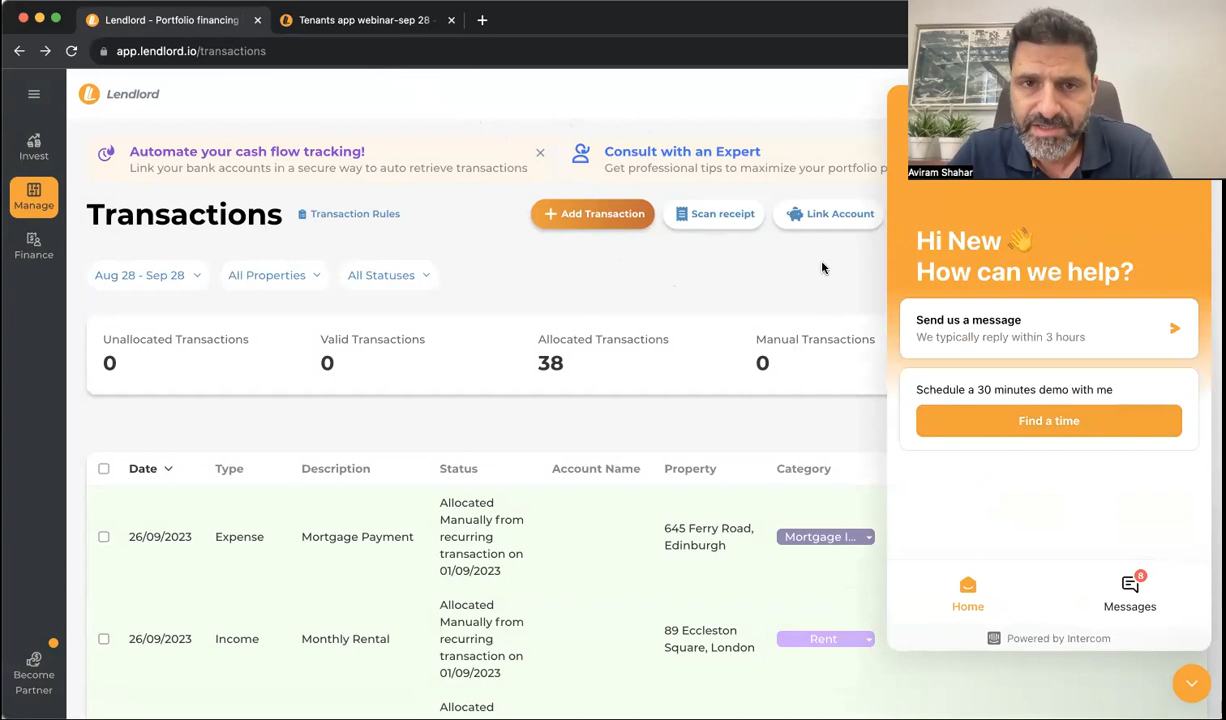 Lendlord - Portfolio financing
Tenants app webinar-sep 28 -
app.lendlord.io/transactions
Lendlord
Aviram Shahar
Invest
Manage
Finance
Become
Partner
Automate your cash flow tracking!
Link your bank accounts in a secure way to auto retrieve transactions
Consult with an Expert
Get professional tips to maximize your portfolio p
Transactions
Transaction Rules
+ Add Transaction
Scan receipt
Link Account
Aug 28 - Sep 28
All Properties
All Statuses
Unallocated Transactions
0
Valid Transactions
0
Allocated Transactions
38
Manual Transactions
0
Date
Type
Description
Status
Account Name
Property
Category
26/09/2023
Expense
Mortgage Payment
Allocated
Manually from
recurring
transaction on
01/09/2023
645 Ferry Road,
Edinburgh
Mortgage I...
26/09/2023
Income
Monthly Rental
Allocated
Manually from
recurring
transaction on
01/09/2023
89 Eccleston
Square, London
Rent
Allocated
Hi New 👋
How can we help?
Send us a message
We typically reply within 3 hours
Schedule a 30 minutes demo with me
Find a time
Home
8
Messages
Powered by Intercom